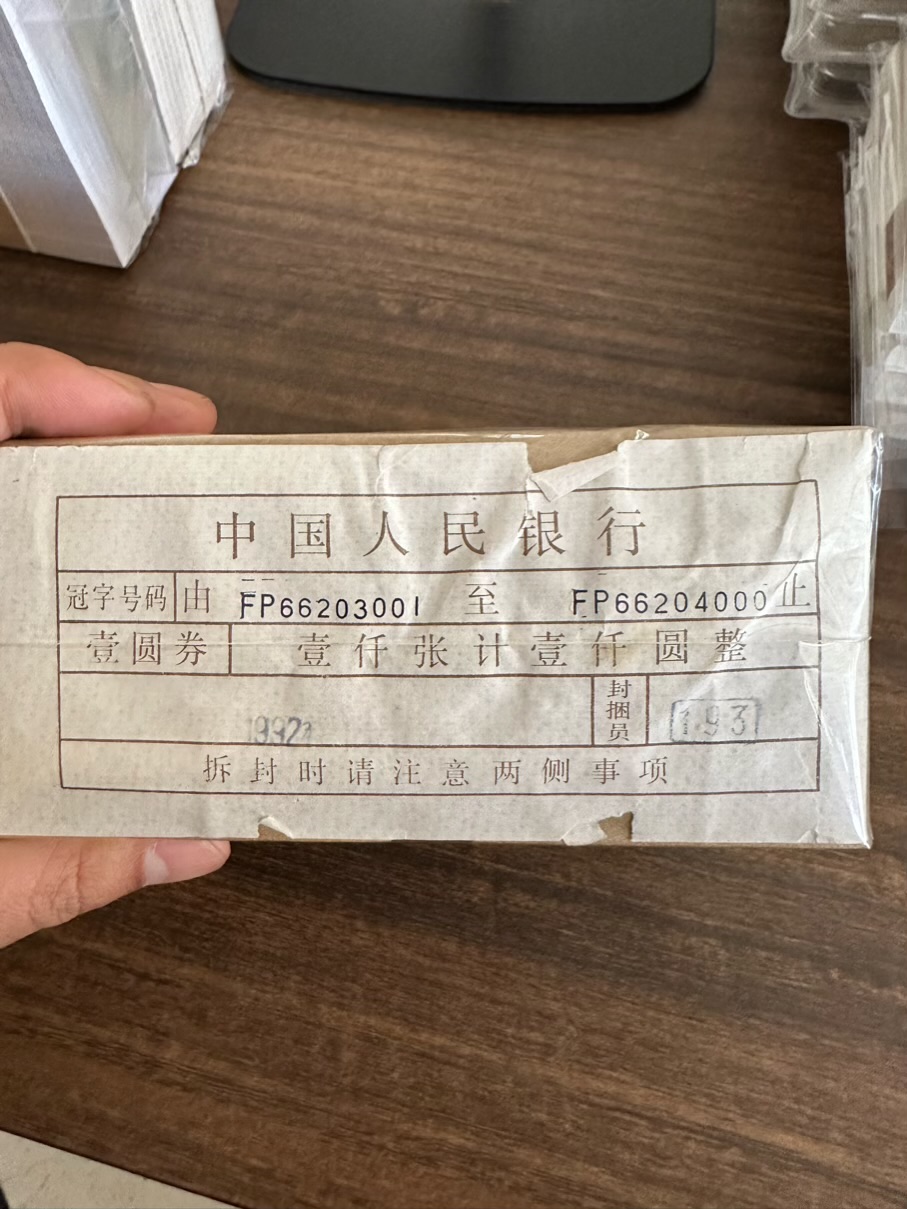 中国人民银行
冠字号码 由 FP66203001 至 FP66204000 止
壹圆券 壹仟张计壹仟圆整
封捆员 193
拆封时请注意两侧事项